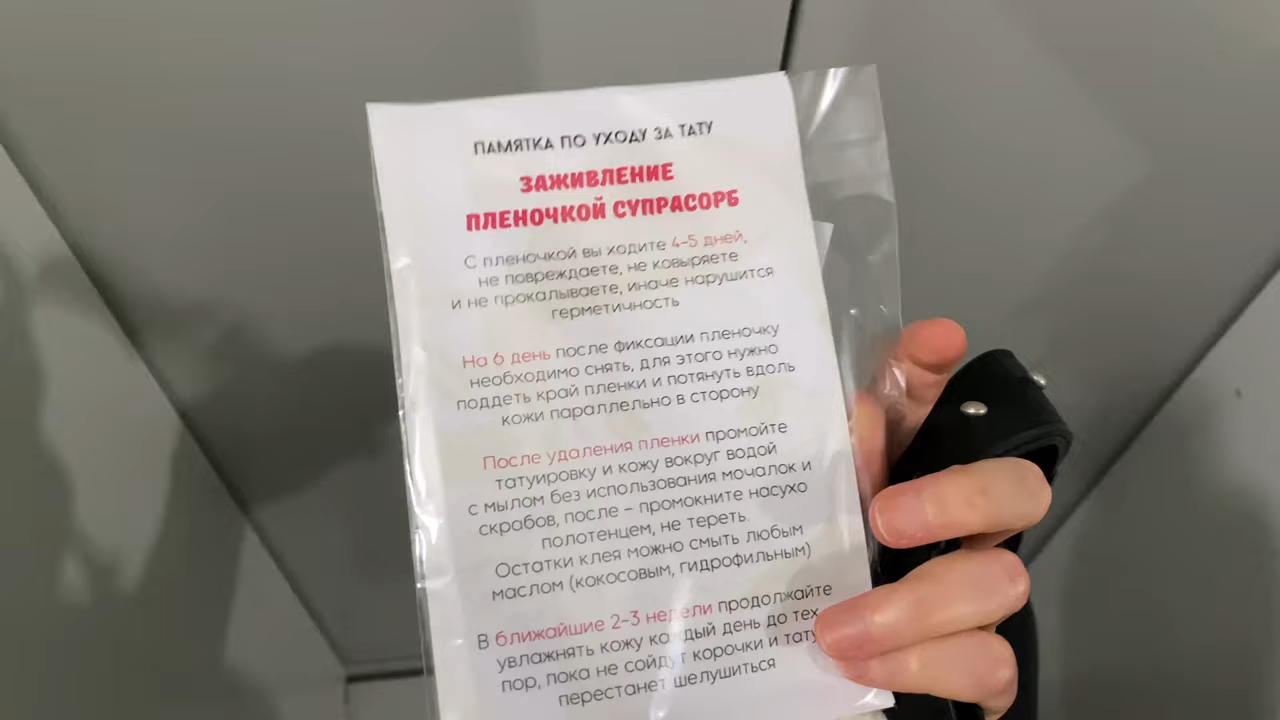 ПАМЯТКА ПО УХОДУ ЗА ТАТУ
ЗАЖИВЛЕНИЕ
ПЛЕНОЧКОЙ СУПРАСОРБ
С пленочкой вы ходите 4-5 дней,
не повреждаете, не ковыряете
и не прокалываете, иначе нарушится
герметичность
На 6 день после фиксации пленочку
необходимо снять, для этого нужно
поддеть край пленки и потянуть вдоль
кожи параллельно в сторону
После удаления пленки промойте
татуировку и кожу вокруг водой
с мылом без использования мочалок и
скрабов, после - промокните насухо
полотенцем, не тереть.
Остатки клея можно смыть любым
маслом (кокосовым, гидрофильным)
В ближайшие 2-3 недели продолжайте
увлажнять кожу каждый день до тех
пор, пока не сойдут корочки и тату
перестанет шелушиться